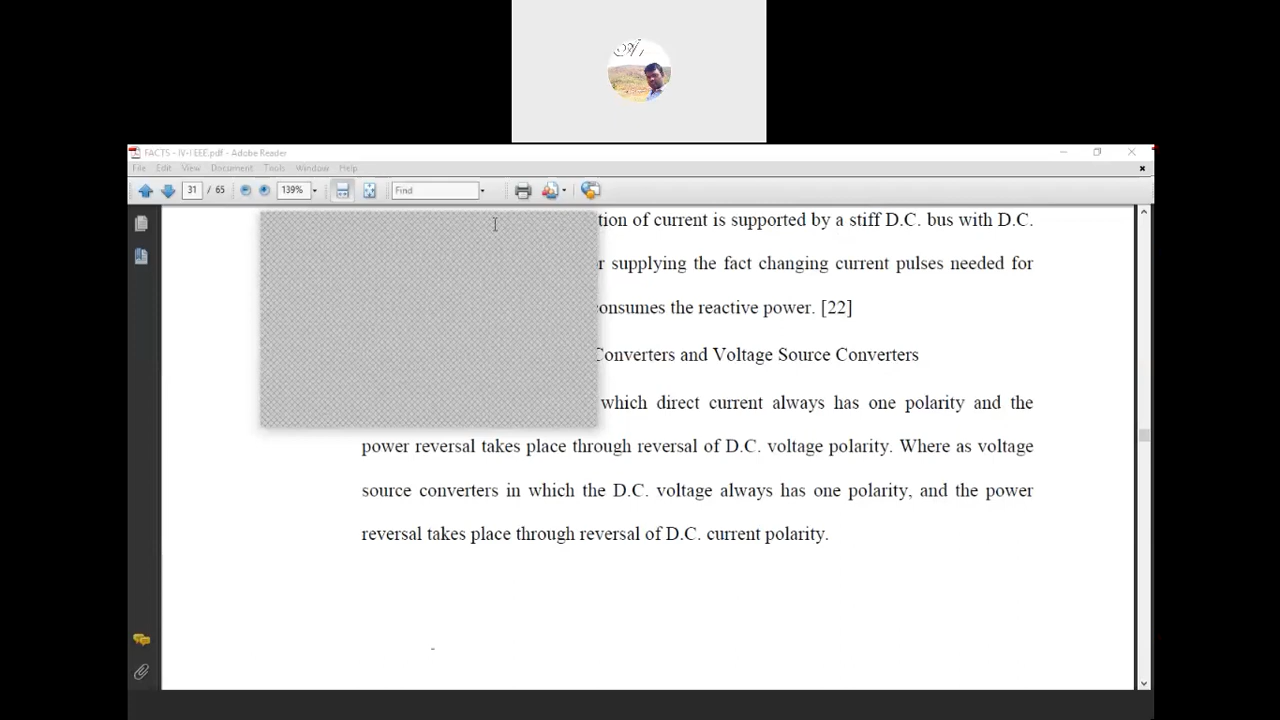 FACTS - IV-I EEE.pdf - Adobe Reader
File Edit View Document Tools Window Help
31 / 65 139% Find
tion of current is supported by a stiff D.C. bus with D.C.
r supplying the fact changing current pulses needed for
onsumes the reactive power. [22]
Converters and Voltage Source Converters
which direct current always has one polarity and the
power reversal takes place through reversal of D.C. voltage polarity. Where as voltage
source converters in which the D.C. voltage always has one polarity, and the power
reversal takes place through reversal of D.C. current polarity.